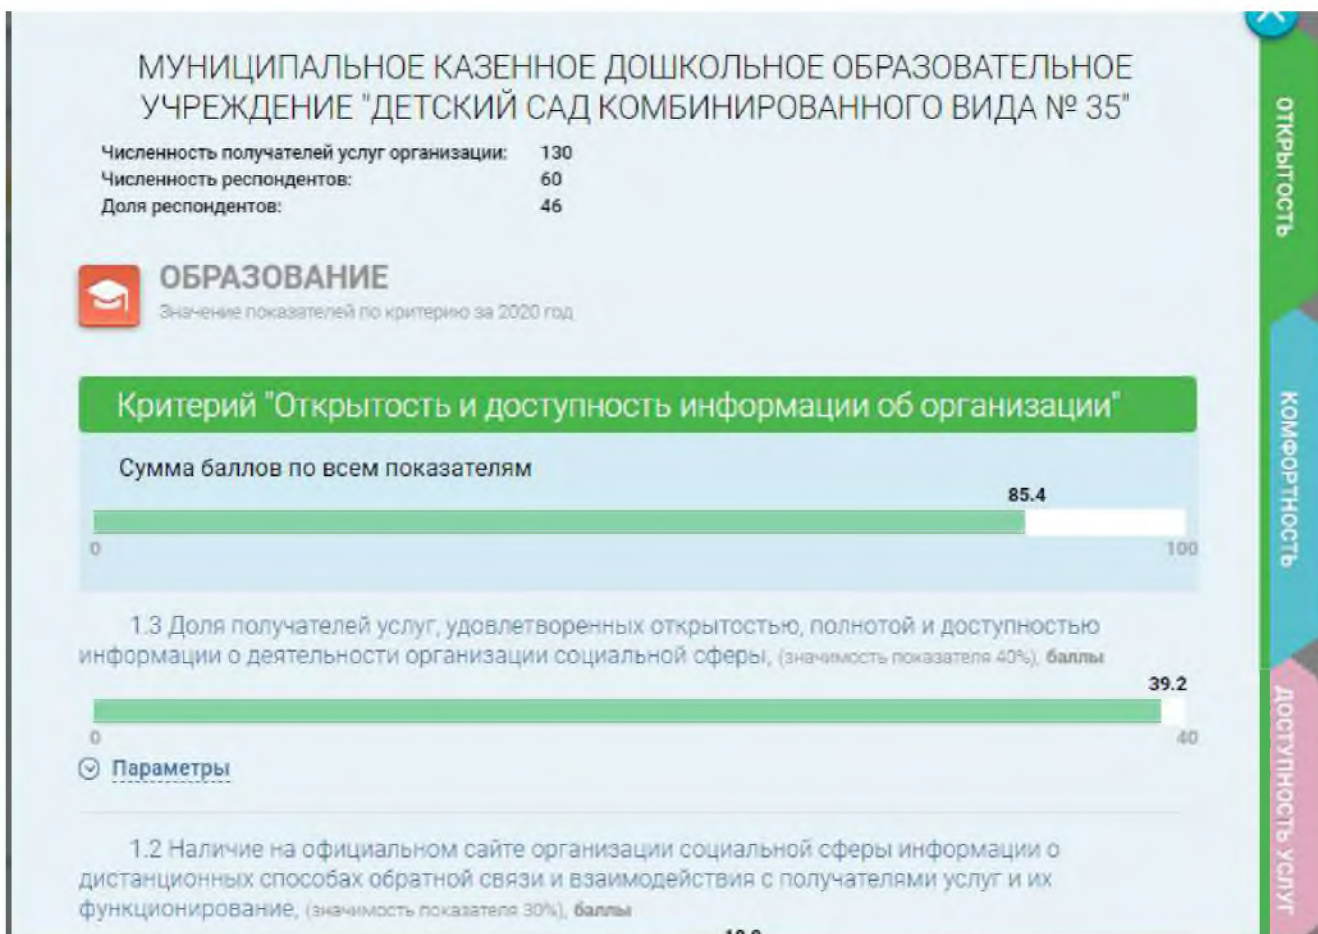 МУНИЦИПАЛЬНОЕ КАЗЕННОЕ ДОШКОЛЬНОЕ ОБРАЗОВАТЕЛЬНОЕ
УЧРЕЖДЕНИЕ "ДЕТСКИЙ САД КОМБИНИРОВАННОГО ВИДА № 35"
Численность получателей услуг организации: 130
Численность респондентов: 60
Доля респондентов: 46
ОБРАЗОВАНИЕ
Значение показателей по критерию за 2020 год
Критерий "Открытость и доступность информации об организации"
Сумма баллов по всем показателям
85.4
0 100
1.3 Доля получателей услуг, удовлетворенных открытостью, полнотой и доступностью
информации о деятельности организации социальной сферы, (значимость показателя 40%), баллы
39.2
0 40
Параметры
1.2 Наличие на официальном сайте организации социальной сферы информации о
дистанционных способах обратной связи и взаимодействия с получателями услуг и их
функционирование, (значимость показателя 30%), баллы
ОТКРЫТОСТЬ
КОМФОРТНОСТЬ
ДОСТУПНОСТЬ УСЛУГ